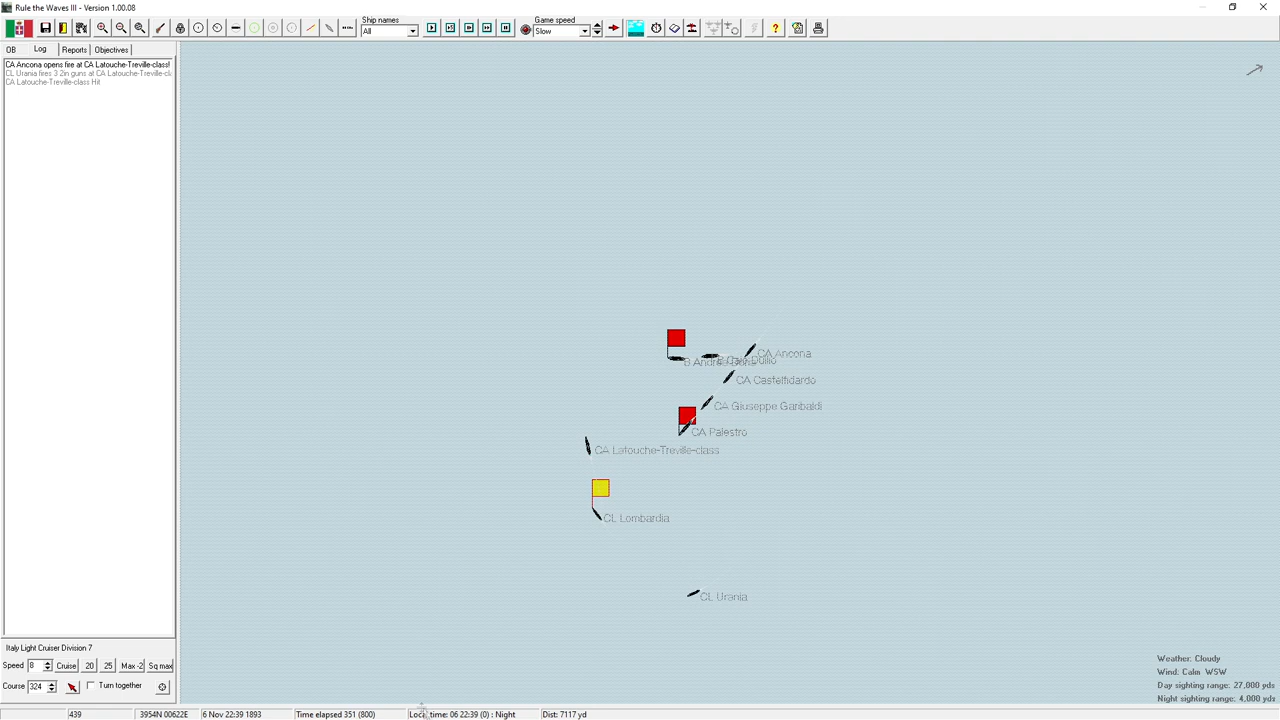 Rule the Waves III - Version 1.00.08
Ship names
All
Game speed
Slow
OB
Log
Reports
Objectives
CA Ancona opens fire at CA Latouche-Treville-class!
CL Urania fires 3 2in guns at CA Latouche-Treville-cl
CA Latouche-Treville-class Hit
CA Ancona
B Andrea Doria
CA Castelfidardo
CA Giuseppe Garibaldi
CA Palestro
CA Latouche-Treville-class
CL Lombardia
CL Urania
Italy Light Cruiser Division 7
Speed 8 Cruise 20 25 Max -2 Sq max
Course 324 Turn together
Weather: Cloudy
Wind: Calm WSW
Day sighting range: 27,000 yds
Night sighting range: 4,000 yds
439 3954N 00622E 6 Nov 22:39 1893 Time elapsed 351 (800) Local time: 06 22:39 (0) : Night Dist: 7117 yd